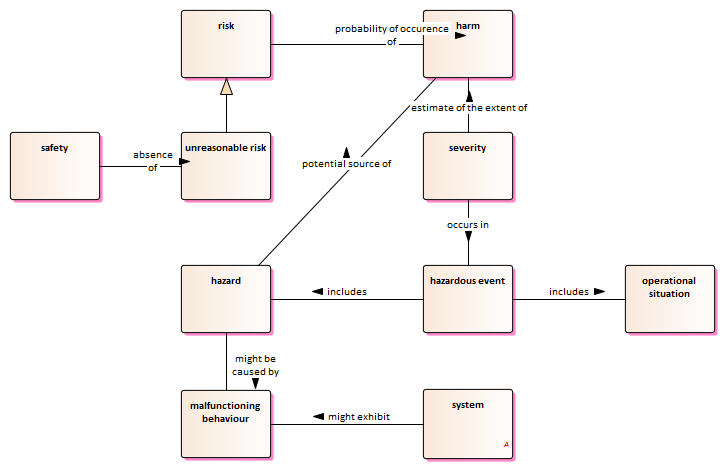 risk
probability of occurence
of
harm
estimate of the extent of
safety
absence
of
unreasonable risk
severity
potential source of
occurs in
hazard
includes
hazardous event
includes
operational
situation
might be
caused by
malfunctioning
behaviour
might exhibit
system
A